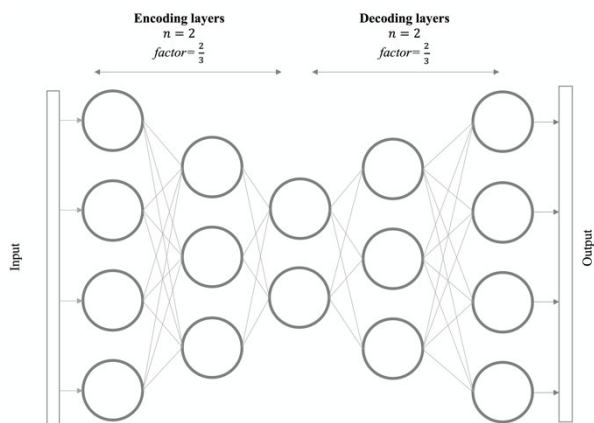 Encoding layers
n = 2
factor= 2/3
Decoding layers
n = 2
factor= 2/3
Input
Output